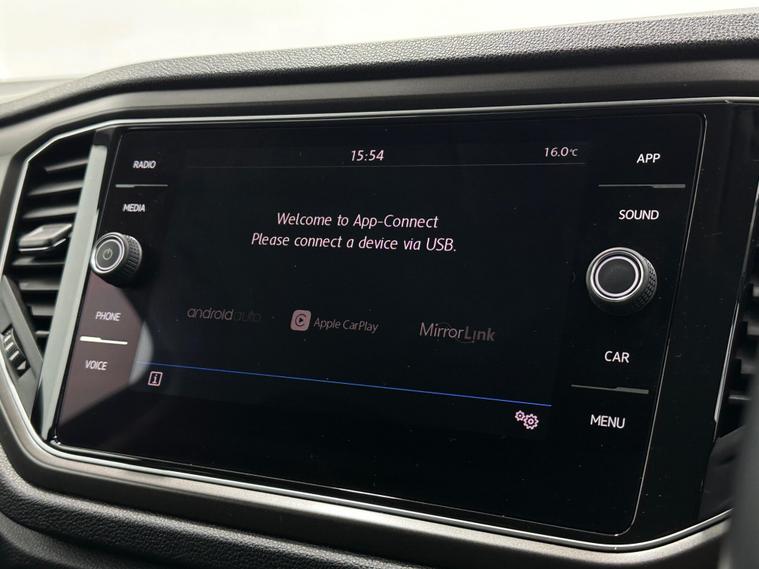 RADIO
MEDIA
PHONE
VOICE
15:54
16.0°C
Welcome to App-Connect
Please connect a device via USB.
androidauto
Apple CarPlay
MirrorLink
i
APP
SOUND
CAR
MENU